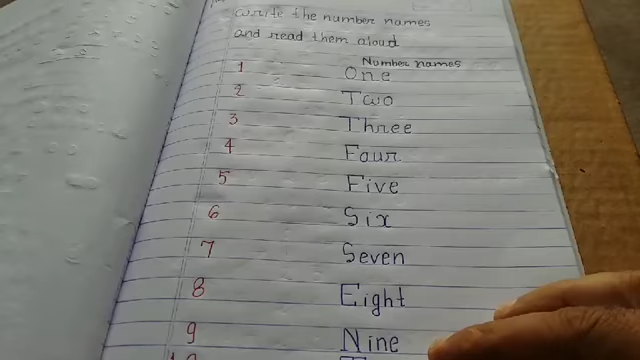 write the number names
and read them aloud
Number names
1 One
2 Two
3 Three
4 Four
5 Five
6 Six
7 Seven
8 Eight
9 Nine